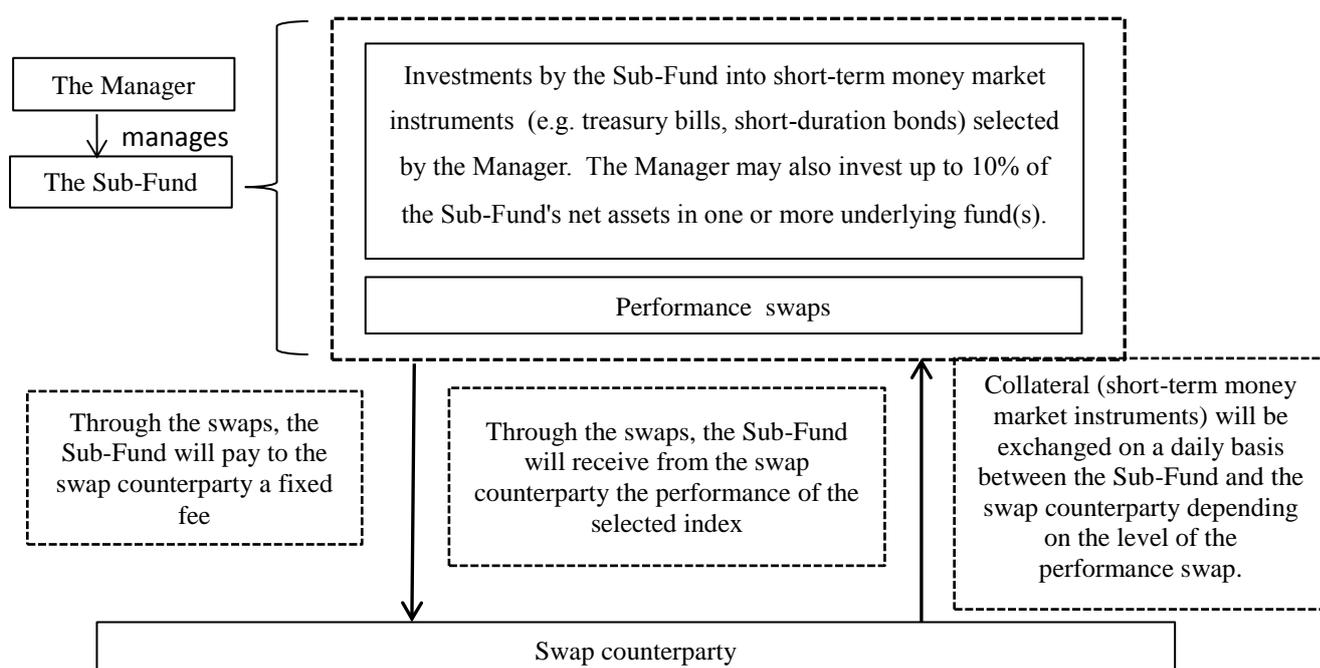 The Manager
manages
The Sub-Fund
Investments by the Sub-Fund into short-term money market
instruments (e.g. treasury bills, short-duration bonds) selected
by the Manager. The Manager may also invest up to 10% of
the Sub-Fund's net assets in one or more underlying fund(s).
Performance swaps
Through the swaps, the
Sub-Fund will pay to the
swap counterparty a fixed
fee
Through the swaps, the Sub-Fund
will receive from the swap
counterparty the performance of the
selected index
Collateral (short-term money
market instruments) will be
exchanged on a daily basis
between the Sub-Fund and the
swap counterparty depending
on the level of the
performance swap.
Swap counterparty